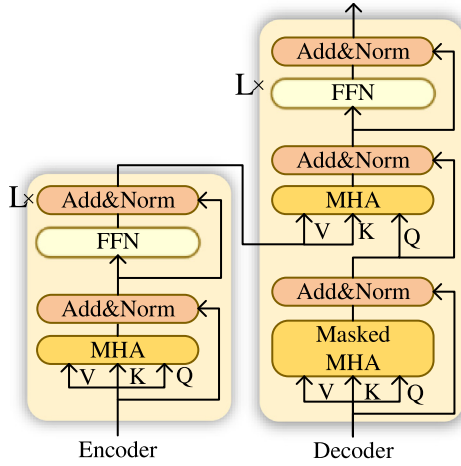 Add&Norm
FFN
L×
Add&Norm
MHA
V K Q
Add&Norm
Masked
MHA
V K Q
Decoder
L×
Add&Norm
FFN
Add&Norm
MHA
V K Q
Encoder